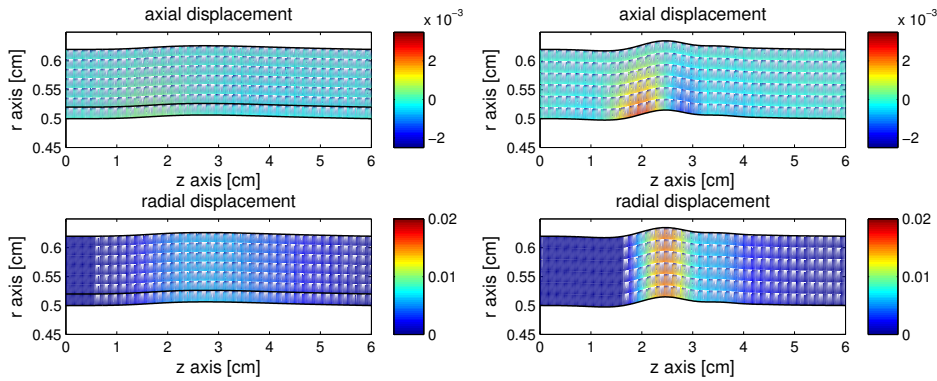 axial displacement
x 10⁻³
r axis [cm]
0.6
0.55
0.5
0.45
0 1 2 3 4 5 6
z axis [cm]
2
0
−2
axial displacement
x 10⁻³
r axis [cm]
0.6
0.55
0.5
0.45
0 1 2 3 4 5 6
z axis [cm]
2
0
−2
radial displacement
r axis [cm]
0.6
0.55
0.5
0.45
0 1 2 3 4 5 6
z axis [cm]
0.02
0.01
0
radial displacement
r axis [cm]
0.6
0.55
0.5
0.45
0 1 2 3 4 5 6
z axis [cm]
0.02
0.01
0